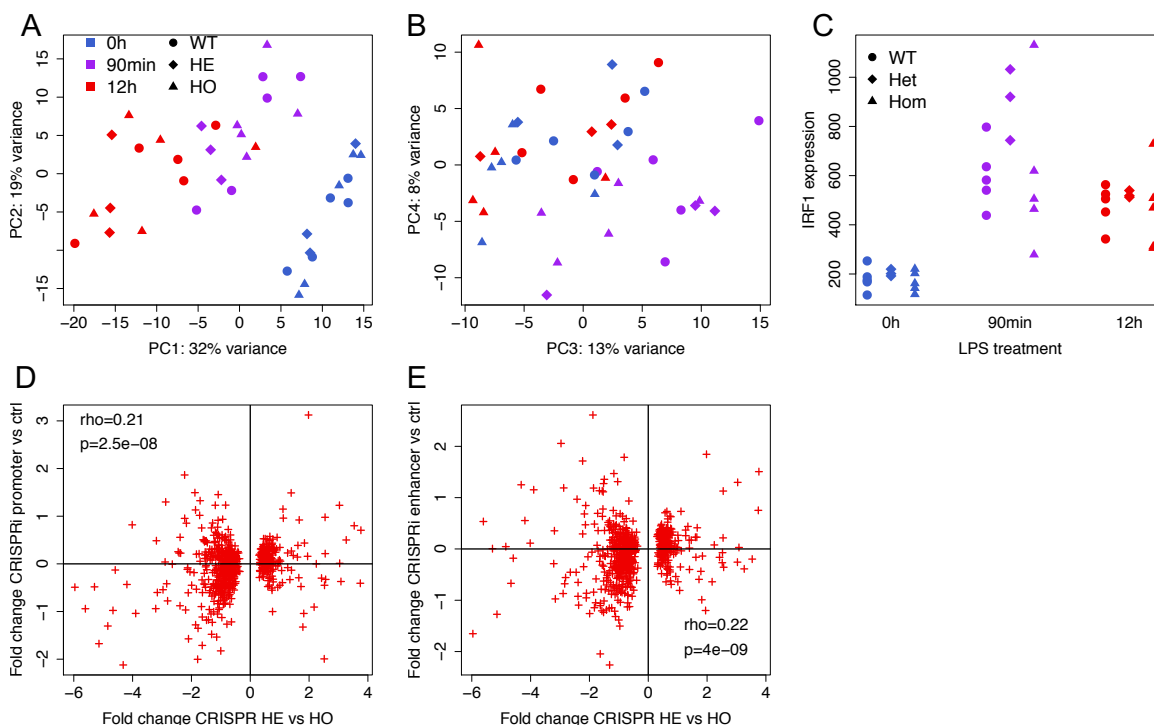 A
0h
90min
12h
WT
HE
HO
PC2: 19% variance
15
10
5
0
−5
−15
−20
−15
−10
−5
0
5
10
15
PC1: 32% variance
B
PC4: 8% variance
10
5
0
−5
−10
−10
−5
0
5
10
15
PC3: 13% variance
C
WT
Het
Hom
IRF1 expression
1000
800
600
400
200
0h
90min
12h
LPS treatment
D
rho=0.21
p=2.5e−08
Fold change CRISPRi promoter vs ctrl
3
2
1
0
−1
−2
−6
−4
−2
0
2
4
Fold change CRISPR HE vs HO
E
Fold change CRISPRi enhancer vs ctrl
2
1
0
−1
−2
rho=0.22
p=4e−09
−6
−4
−2
0
2
4
Fold change CRISPR HE vs HO